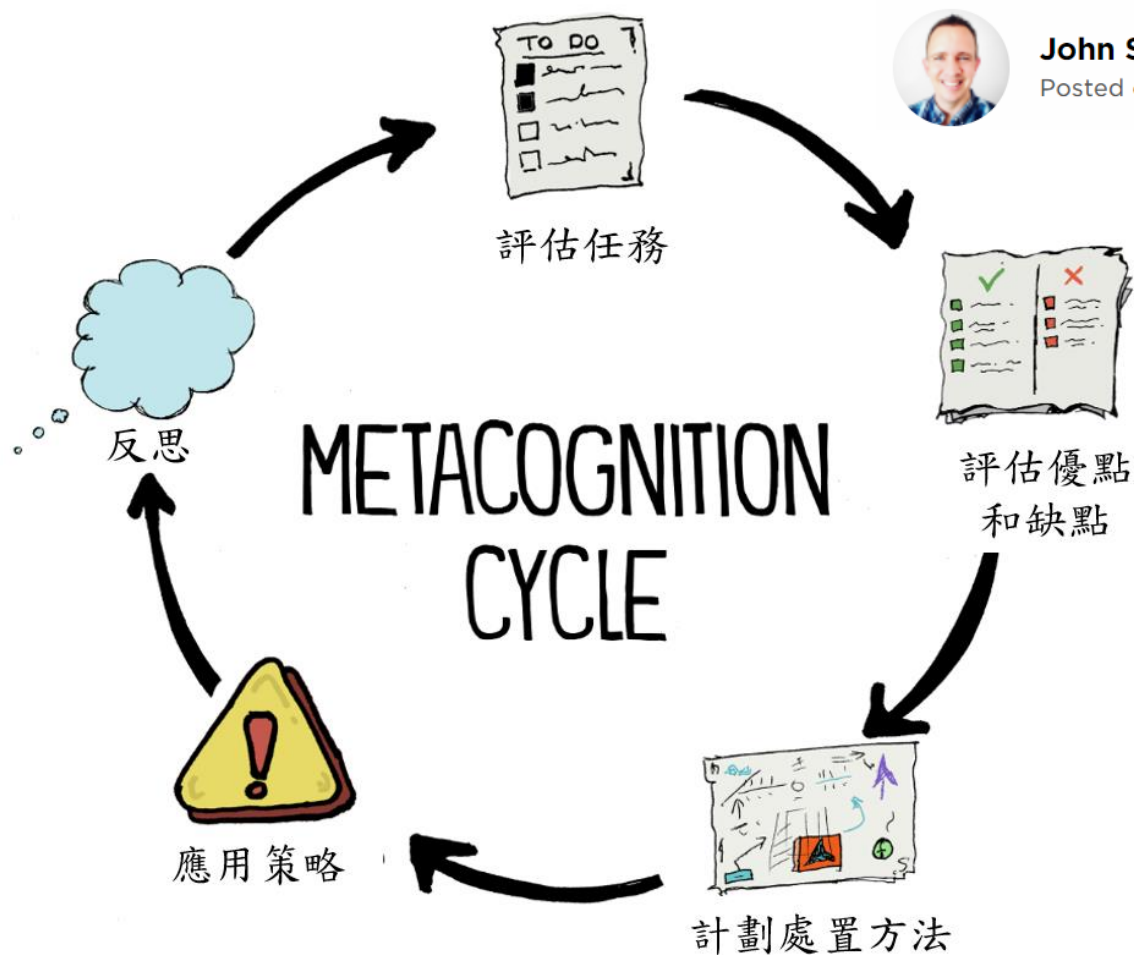 TO DO
John S
Posted
評估任務
評估優點
和缺點
反思
METACOGNITION
CYCLE
應用策略
計劃處置方法